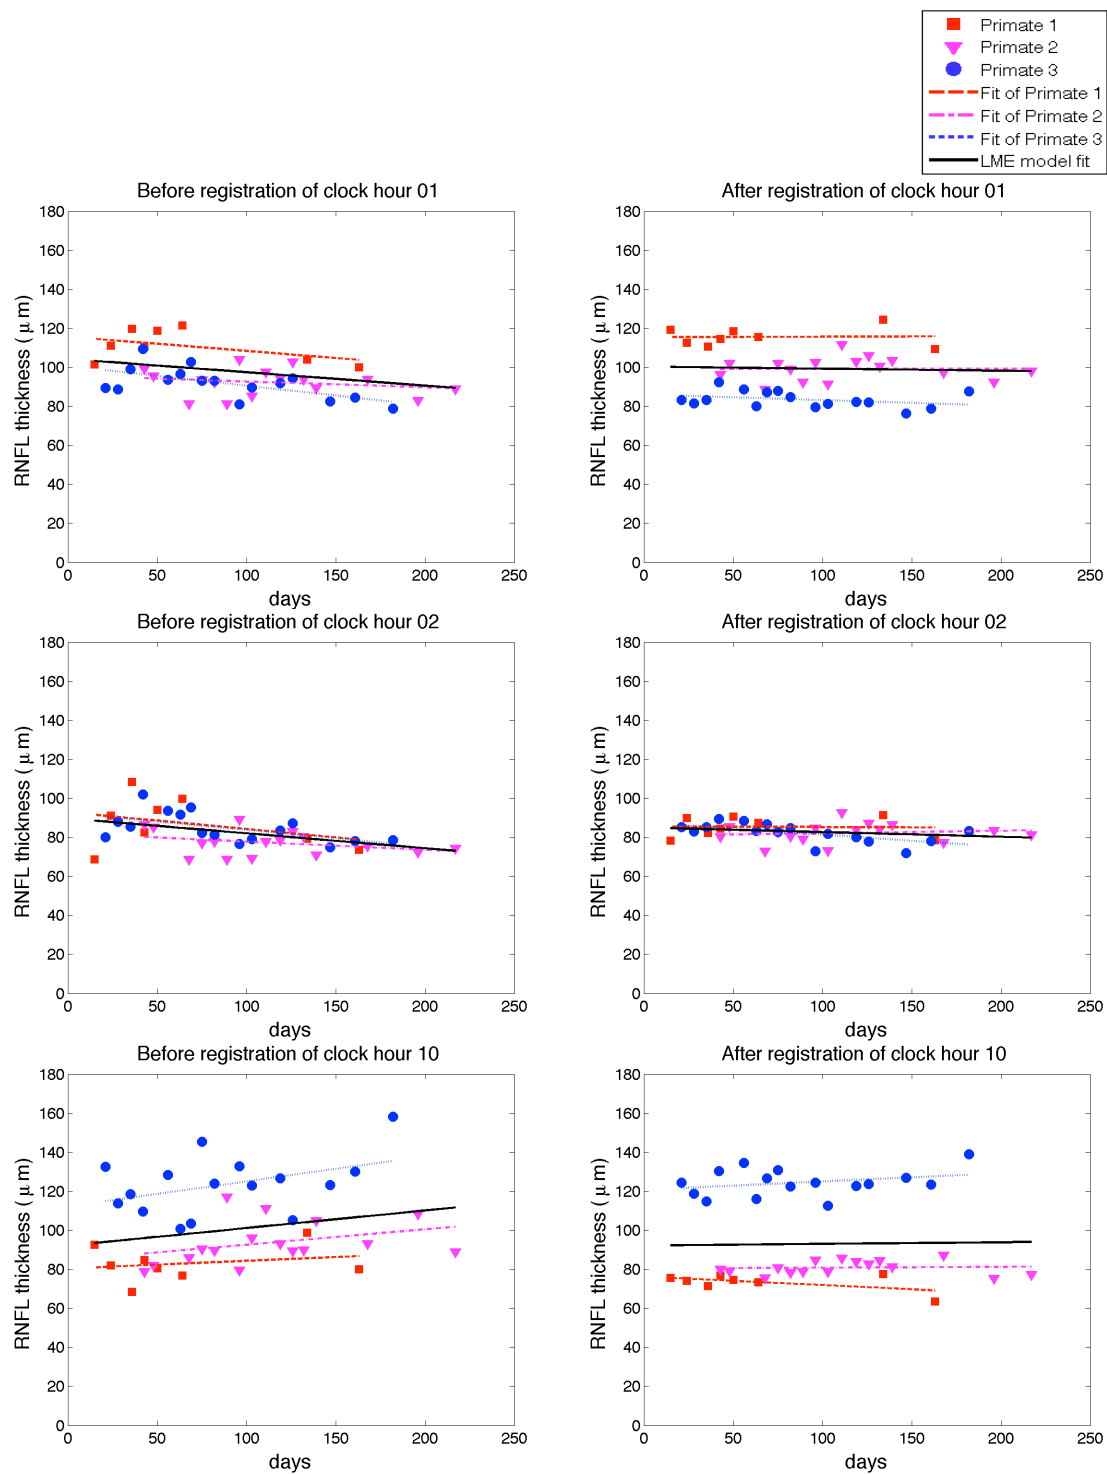 Primate 1
Primate 2
Primate 3
Fit of Primate 1
Fit of Primate 2
Fit of Primate 3
LME model fit
Before registration of clock hour 01
180
160
140
120
100
80
60
40
20
0
RNFL thickness (μm)
0 50 100 150 200 250
days
After registration of clock hour 01
180
160
140
120
100
80
60
40
20
0
RNFL thickness (μm)
0 50 100 150 200 250
days
Before registration of clock hour 02
180
160
140
120
100
80
60
40
20
0
RNFL thickness (μm)
0 50 100 150 200 250
days
After registration of clock hour 02
180
160
140
120
100
80
60
40
20
0
RNFL thickness (μm)
0 50 100 150 200 250
days
Before registration of clock hour 10
180
160
140
120
100
80
60
40
20
0
RNFL thickness (μm)
0 50 100 150 200 250
days
After registration of clock hour 10
180
160
140
120
100
80
60
40
20
0
RNFL thickness (μm)
0 50 100 150 200 250
days